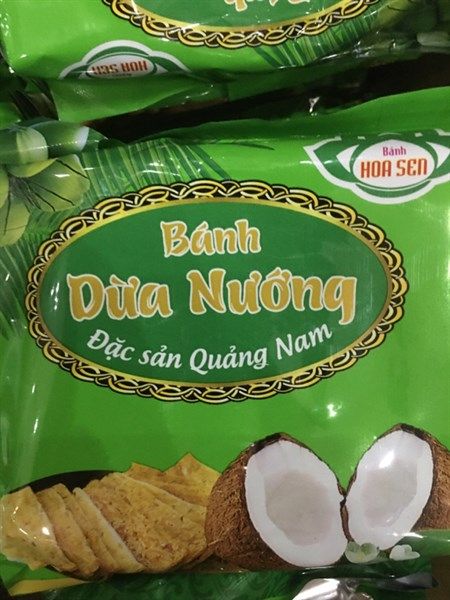 Bánh
HOA SEN
Bánh
Dừa Nướng
Đặc sản Quảng Nam